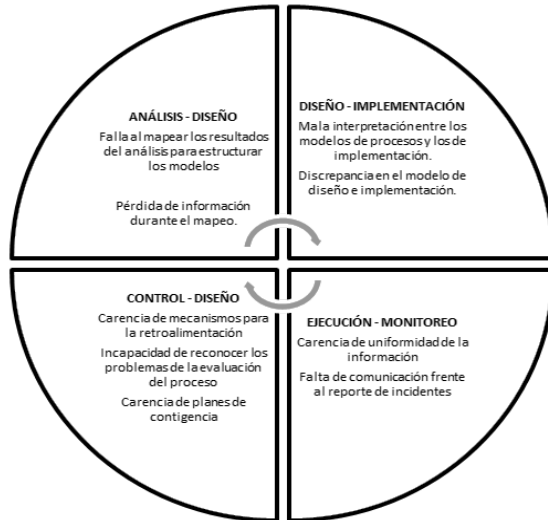 ANÁLISIS - DISEÑO
Falla al mapear los resultados
del análisis para estructurar
los modelos
Pérdida de información
durante el mapeo.
DISEÑO - IMPLEMENTACIÓN
Mala interpretación entre los
modelos de procesos y los de
implementación.
Discrepancia en el modelo de
diseño e implementación.
CONTROL - DISEÑO
Carencia de mecanismos para
la retroalimentación
Incapacidad de reconocer los
problemas de la evaluación
del proceso
Carencia de planes de
contigencia
EJECUCIÓN - MONITOREO
Carencia de uniformidad de la
información
Falta de comunicación frente
al reporte de incidentes